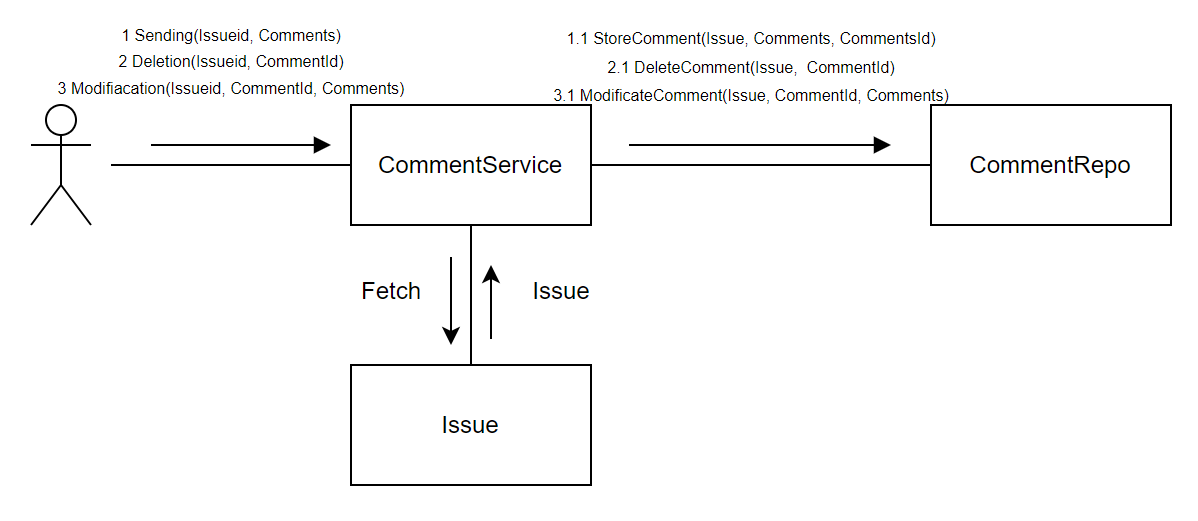 1 Sending(Issueid, Comments)
2 Deletion(Issueid, CommentId)
3 Modifiacation(Issueid, CommentId, Comments)
1.1 StoreComment(Issue, Comments, CommentsId)
2.1 DeleteComment(Issue, CommentId)
3.1 ModificateComment(Issue, CommentId, Comments)
CommentService
CommentRepo
Fetch
Issue
Issue